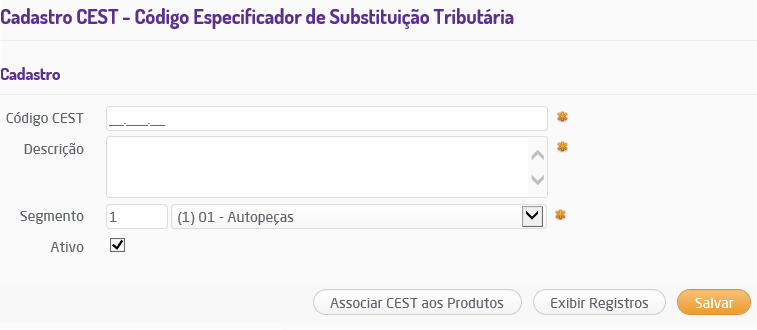 Cadastro CEST - Código Especificador de Substituição Tributária
Cadastro
Código CEST __.___.__
Descrição
Segmento 1 (1) 01 - Autopeças
Ativo
Associar CEST aos Produtos Exibir Registros Salvar